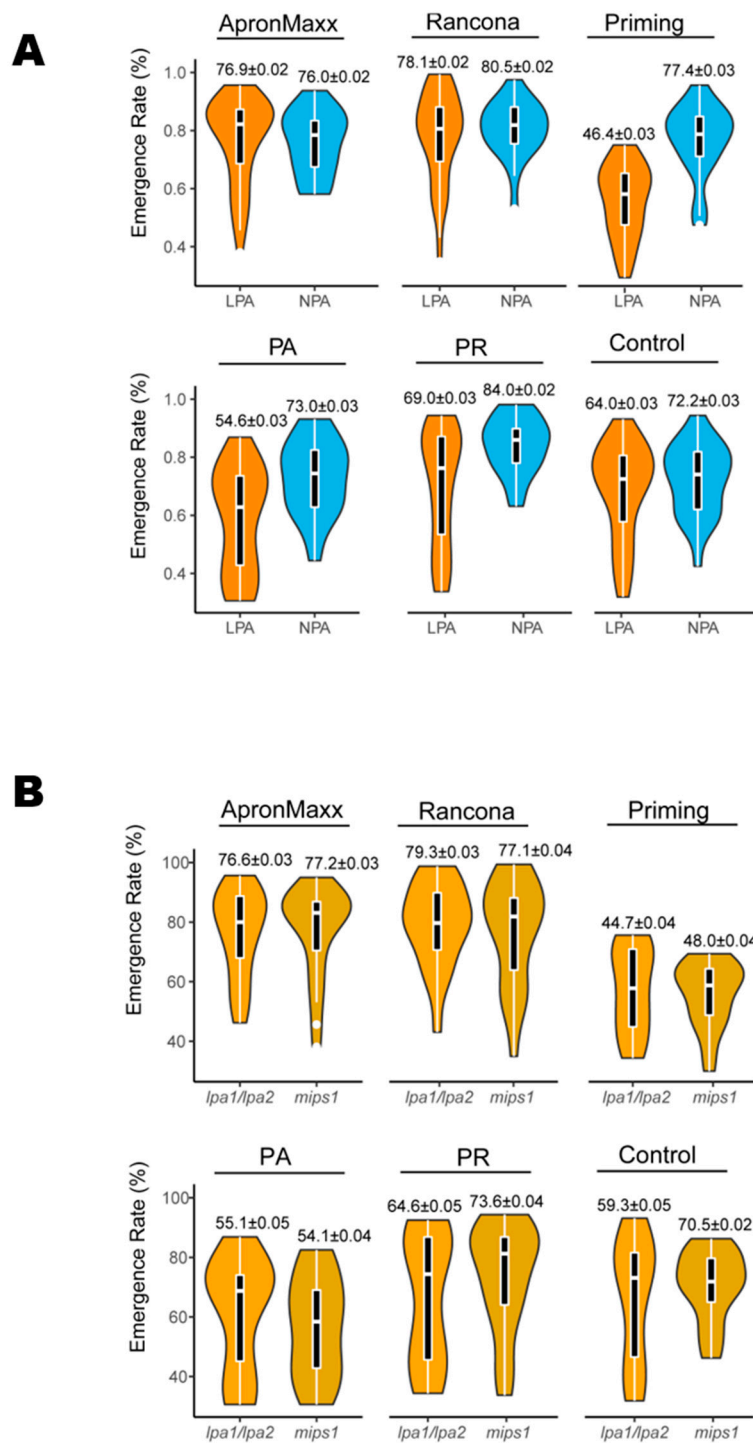 A
ApronMaxx Rancona Priming
76.9±0.02 76.0±0.02 78.1±0.02 80.5±0.02 46.4±0.03 77.4±0.03
Emergence Rate (%)
1.0
0.8
0.6
0.4
LPA NPA LPA NPA LPA NPA
PA PR Control
54.6±0.03 73.0±0.03 69.0±0.03 84.0±0.02 64.0±0.03 72.2±0.03
Emergence Rate (%)
1.0
0.8
0.6
0.4
LPA NPA LPA NPA LPA NPA
B
ApronMaxx Rancona Priming
76.6±0.03 77.2±0.03 79.3±0.03 77.1±0.04 44.7±0.04 48.0±0.04
Emergence Rate (%)
100
80
60
40
lpa1/lpa2 mips1 lpa1/lpa2 mips1 lpa1/lpa2 mips1
PA PR Control
55.1±0.05 54.1±0.04 64.6±0.05 73.6±0.04 59.3±0.05 70.5±0.02
Emergence Rate (%)
100
80
60
40
lpa1/lpa2 mips1 lpa1/lpa2 mips1 lpa1/lpa2 mips1